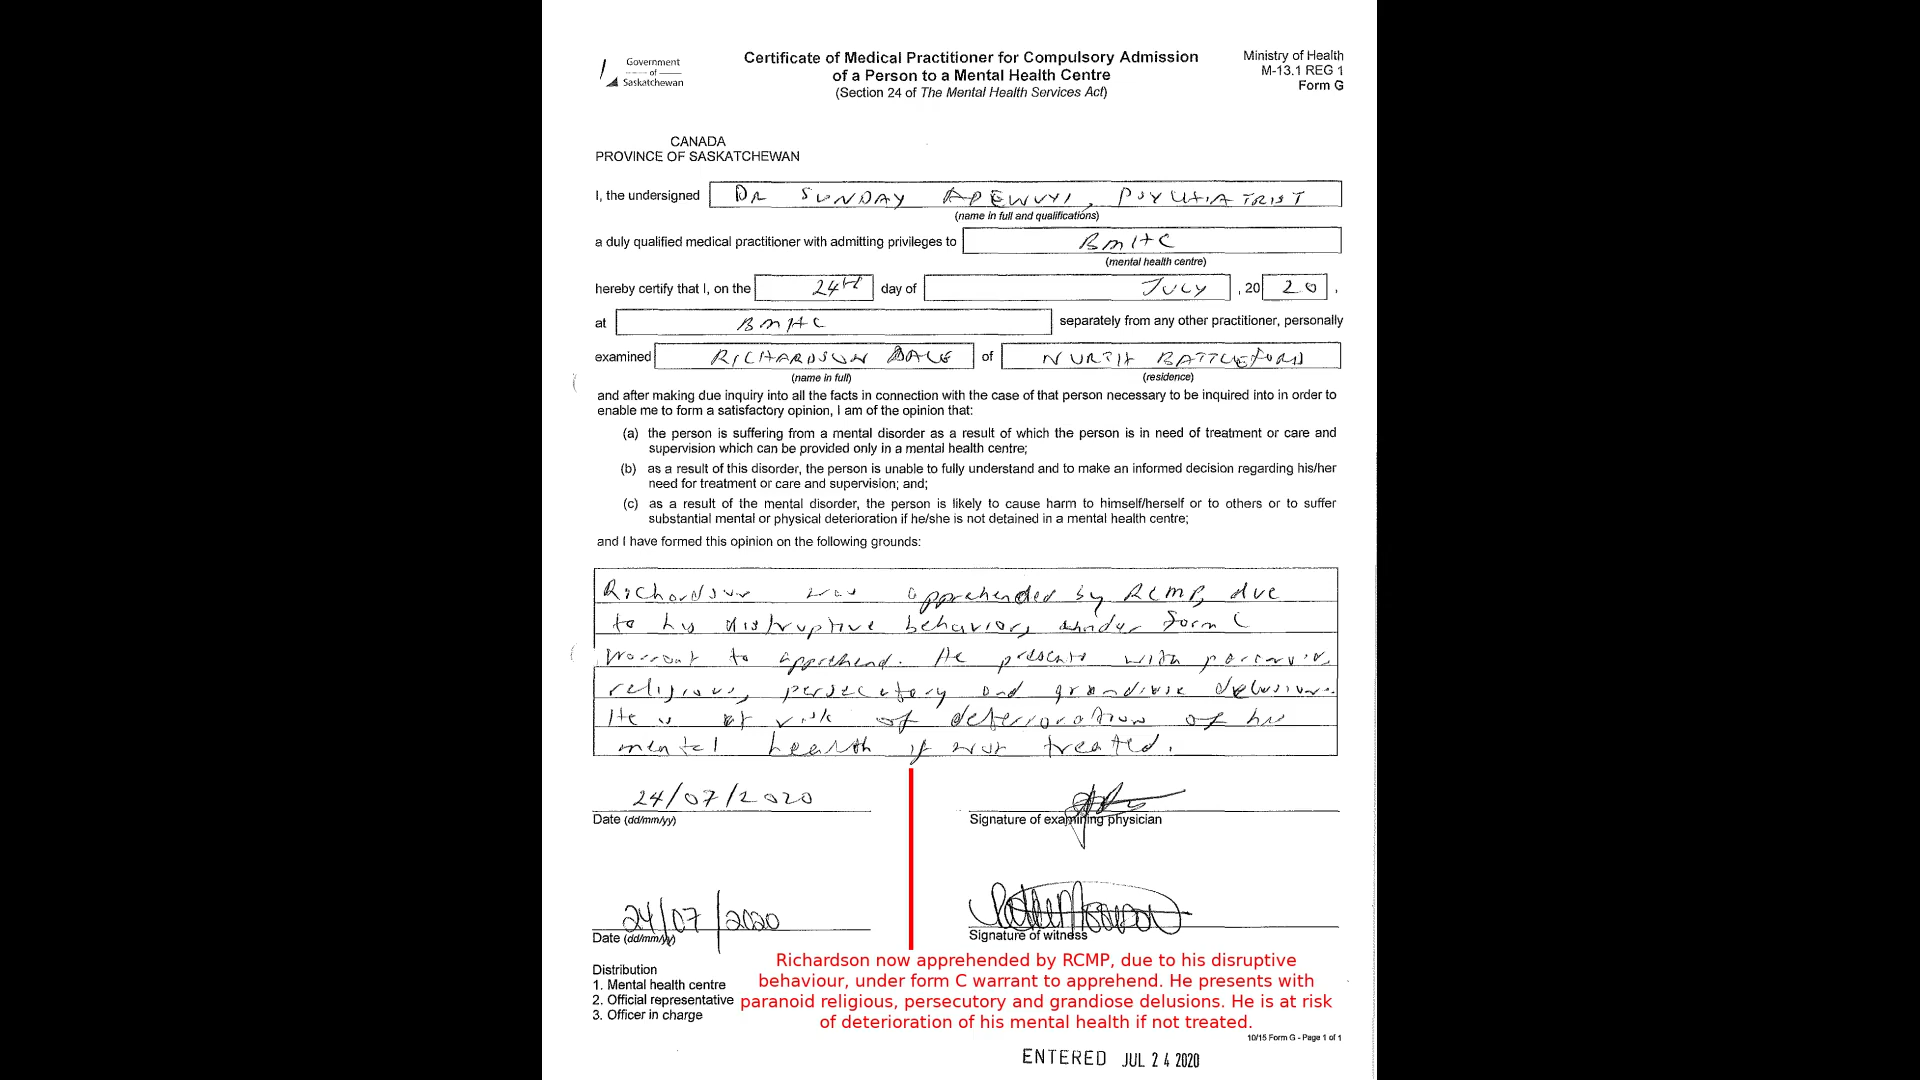 Government
of
Saskatchewan
Certificate of Medical Practitioner for Compulsory Admission
of a Person to a Mental Health Centre
(Section 24 of The Mental Health Services Act)
Ministry of Health
M-13.1 REG 1
Form G
CANADA
PROVINCE OF SASKATCHEWAN
I, the undersigned DR SUNDAY ADEWUYI, PSYCHIATRIST
(name in full and qualifications)
a duly qualified medical practitioner with admitting privileges to BMHC
(mental health centre)
hereby certify that I, on the 24th day of JULY , 20 20 ,
at BMHC separately from any other practitioner, personally
examined RICHARDSON DALE of NORTH BATTLEFORD
(name in full) (residence)
and after making due inquiry into all the facts in connection with the case of that person necessary to be inquired into in order to
enable me to form a satisfactory opinion, I am of the opinion that:
(a) the person is suffering from a mental disorder as a result of which the person is in need of treatment or care and
supervision which can be provided only in a mental health centre;
(b) as a result of this disorder, the person is unable to fully understand and to make an informed decision regarding his/her
need for treatment or care and supervision; and;
(c) as a result of the mental disorder, the person is likely to cause harm to himself/herself or to others or to suffer
substantial mental or physical deterioration if he/she is not detained in a mental health centre;
and I have formed this opinion on the following grounds:
Richardson was apprehended by RCMP, due
to his disruptive behavior, under form C
Warrant to apprehend. He presents with
religious, persecutory and grandiose delusions.
He is at risk of deterioration of his
mental health if not treated.
24/07/2020
Date (dd/mm/yy)
Signature of examining physician
24/07/2020
Date (dd/mm/yy)
Signature of witness
Distribution
1. Mental health centre
2. Official representative
3. Officer in charge
Richardson now apprehended by RCMP, due to his disruptive
behaviour, under form C warrant to apprehend. He presents with
paranoid religious, persecutory and grandiose delusions. He is at risk
of deterioration of his mental health if not treated.
10/15 Form G - Page 1 of 1
ENTERED JUL 24 2020